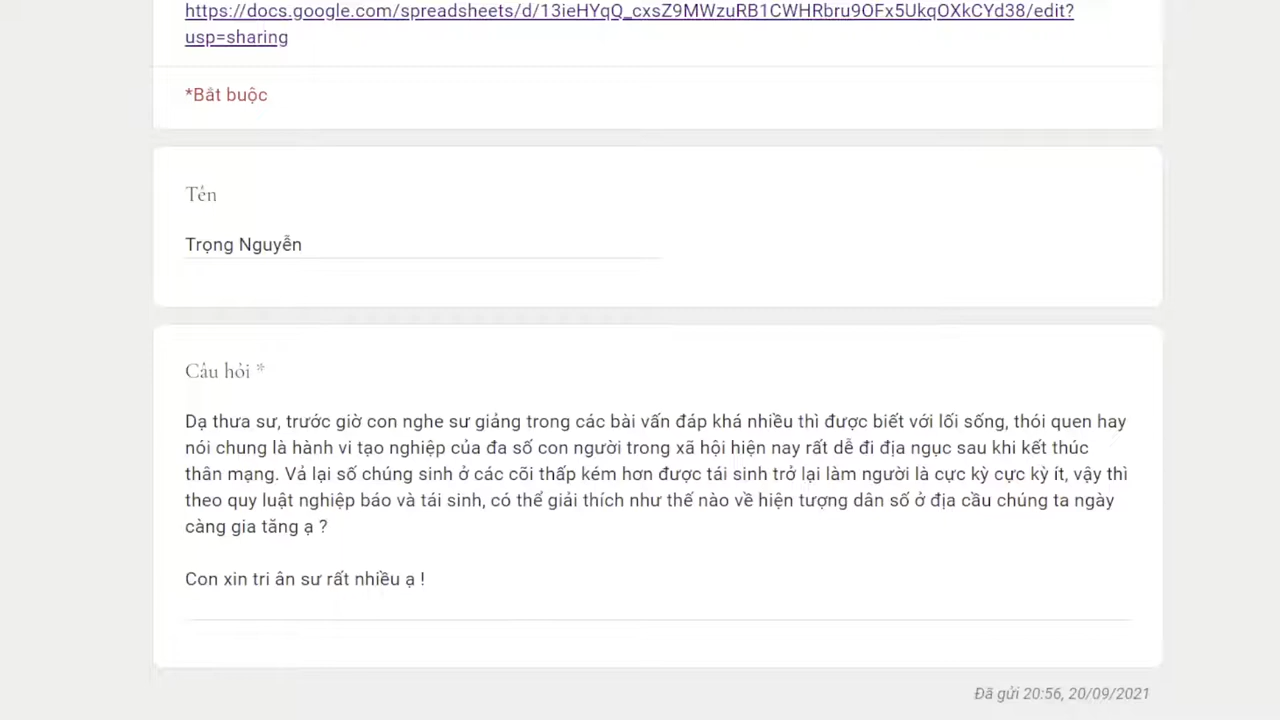 https://docs.google.com/spreadsheets/d/13ieHYqQ_cxsZ9MWzuRB1CWHRbru9OFx5UkqOXkCYd38/edit?
usp=sharing
*Bắt buộc
Tên
Trọng Nguyễn
Câu hỏi *
Dạ thưa sư, trước giờ con nghe sư giảng trong các bài vấn đáp khá nhiều thì được biết với lối sống, thói quen hay
nói chung là hành vi tạo nghiệp của đa số con người trong xã hội hiện nay rất dễ đi địa ngục sau khi kết thúc
thân mạng. Vả lại số chúng sinh ở các cõi thấp kém hơn được tái sinh trở lại làm người là cực kỳ cực kỳ ít, vậy thì
theo quy luật nghiệp báo và tái sinh, có thể giải thích như thế nào về hiện tượng dân số ở địa cầu chúng ta ngày
càng gia tăng ạ ?
Con xin tri ân sư rất nhiều ạ !
Đã gửi 20:56, 20/09/2021